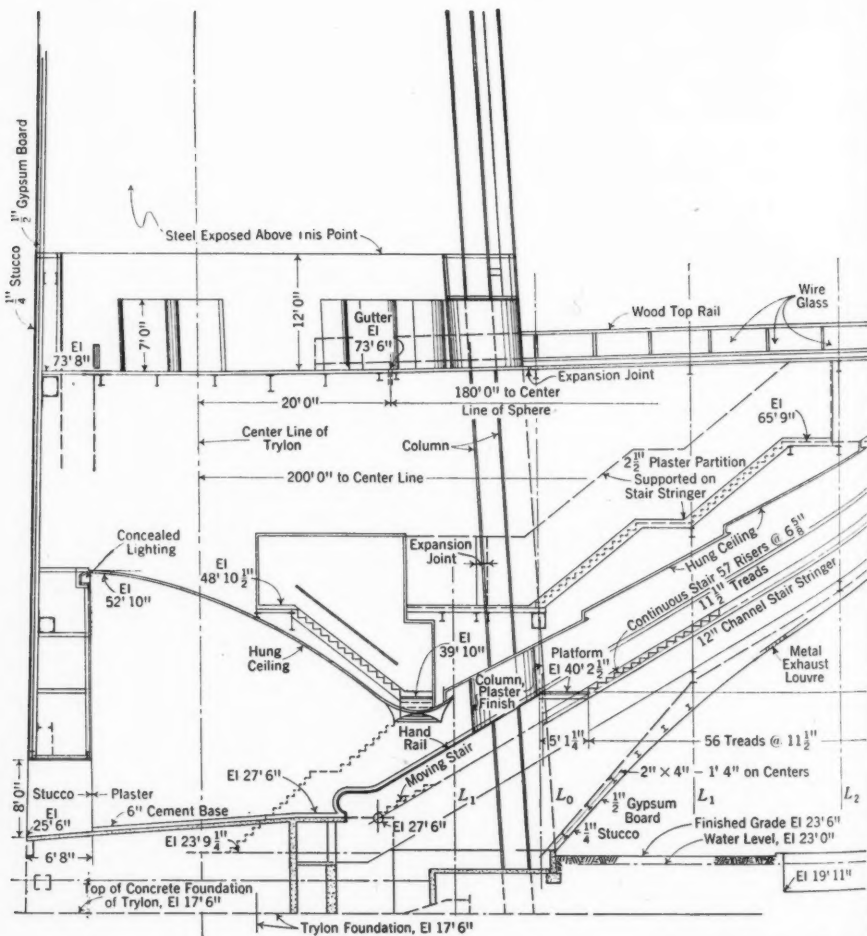 1/2" Gypsum Board
1/4" Stucco
Steel Exposed Above This Point
7' 0"
12' 0"
Gutter
El
73' 6"
Wood Top Rail
Wire
Glass
El
73' 8"
Expansion Joint
20' 0"
180' 0" to Center
Line of Sphere
El
65' 9"
Center Line of
Trylon
Column
2 1/2" Plaster Partition
Supported on
Stair Stringer
200' 0" to Center Line
Concealed
Lighting
Expansion
Joint
Hung Ceiling
Continuous Stair 57 Risers @ 6 5/8"
11 1/2" Treads
12" Channel Stair Stringer
El
48' 10 1/2"
El
52' 10"
Hung
Ceiling
El
39' 10"
Platform
El 40' 2 1/2"
Metal
Exhaust
Louvre
Column,
Plaster
Finish
Hand
Rail
Moving Stair
5' 1 1/4"
56 Treads @ 11 1/2"
8' 0"
Stucco
Plaster
El 27' 6"
L1
L0
L1
L2
2" × 4" – 1' 4" on Centers
1/2" Gypsum
Board
1/4" Stucco
6" Cement Base
El
25' 6"
El 27' 6"
El 23' 9 1/4"
Finished Grade El 23' 6"
Water Level, El 23' 0"
6' 8"
El 19' 11"
Top of Concrete Foundation
of Trylon, El 17' 6"
Trylon Foundation, El 17' 6"